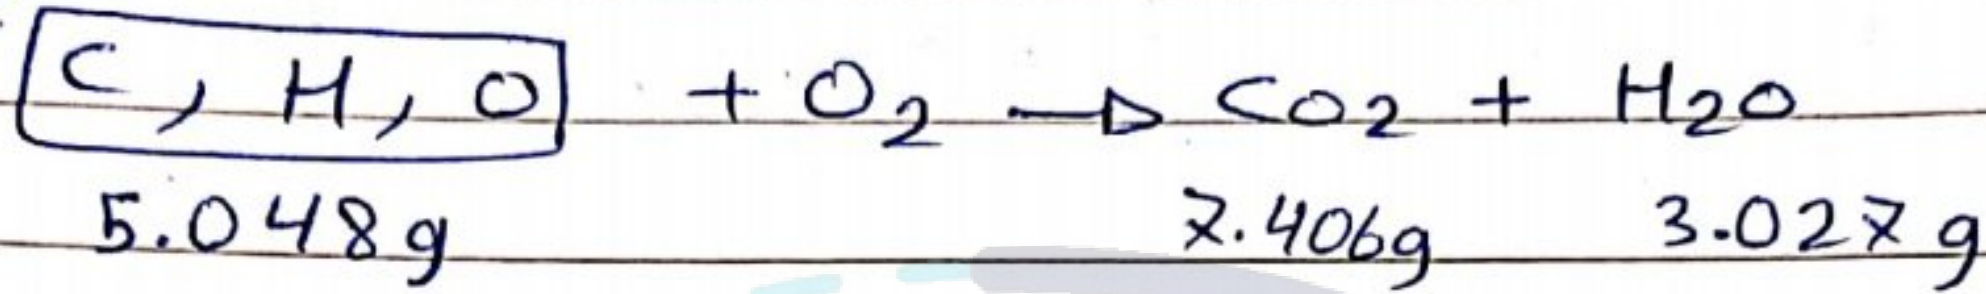 C, H, O + O2 → CO2 + H2O
5.048g 7.406g 3.027g